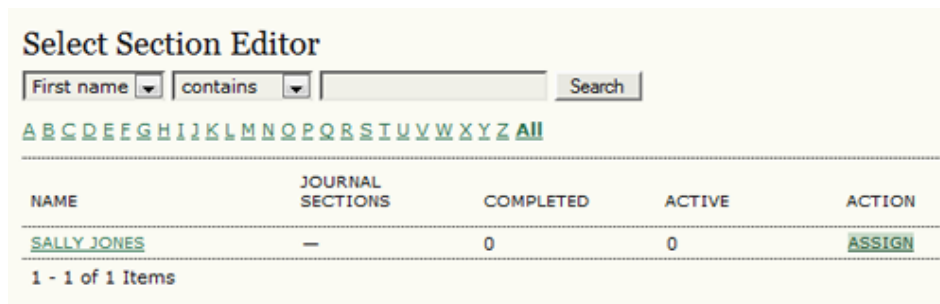 Select Section Editor
First name contains Search
A B C D E F G H I J K L M N O P Q R S T U V W X Y Z All
NAME JOURNAL SECTIONS COMPLETED ACTIVE ACTION
SALLY JONES — 0 0 ASSIGN
1 - 1 of 1 Items